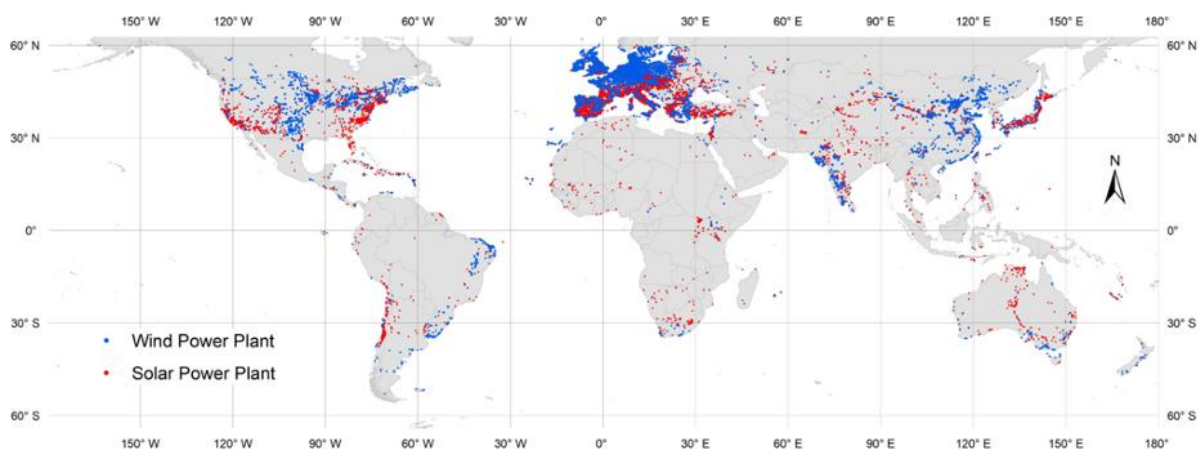 150° W 120° W 90° W 60° W 30° W 0° 30° E 60° E 90° E 120° E 150° E 180°
60° N 60° N
30° N 30° N
N
0° 0°
30° S 30° S
Wind Power Plant
Solar Power Plant
60° S 60° S
150° W 120° W 90° W 60° W 30° W 0° 30° E 60° E 90° E 120° E 150° E 180°